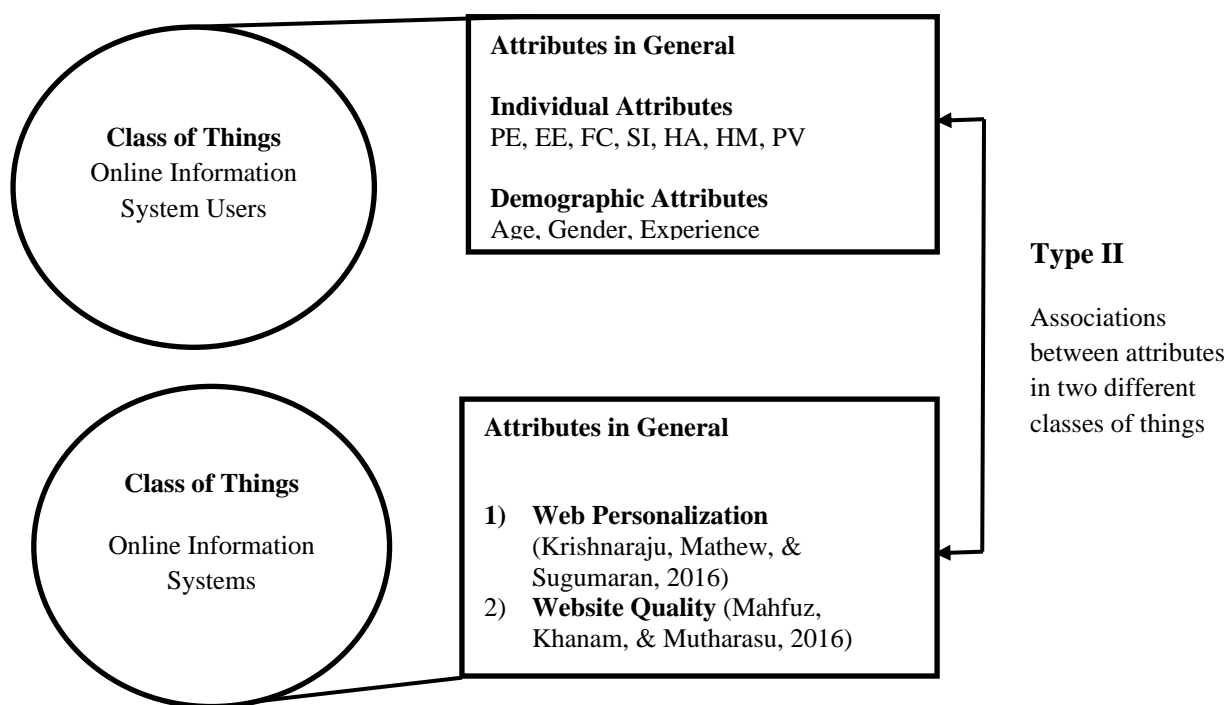 Class of Things
Online Information
System Users
Attributes in General
Individual Attributes
PE, EE, FC, SI, HA, HM, PV
Demographic Attributes
Age, Gender, Experience
Type II
Associations
between attributes
in two different
classes of things
Class of Things
Online Information
Systems
Attributes in General
1) Web Personalization
(Krishnaraju, Mathew, &
Sugumaran, 2016)
2) Website Quality (Mahfuz,
Khanam, & Mutharasu, 2016)